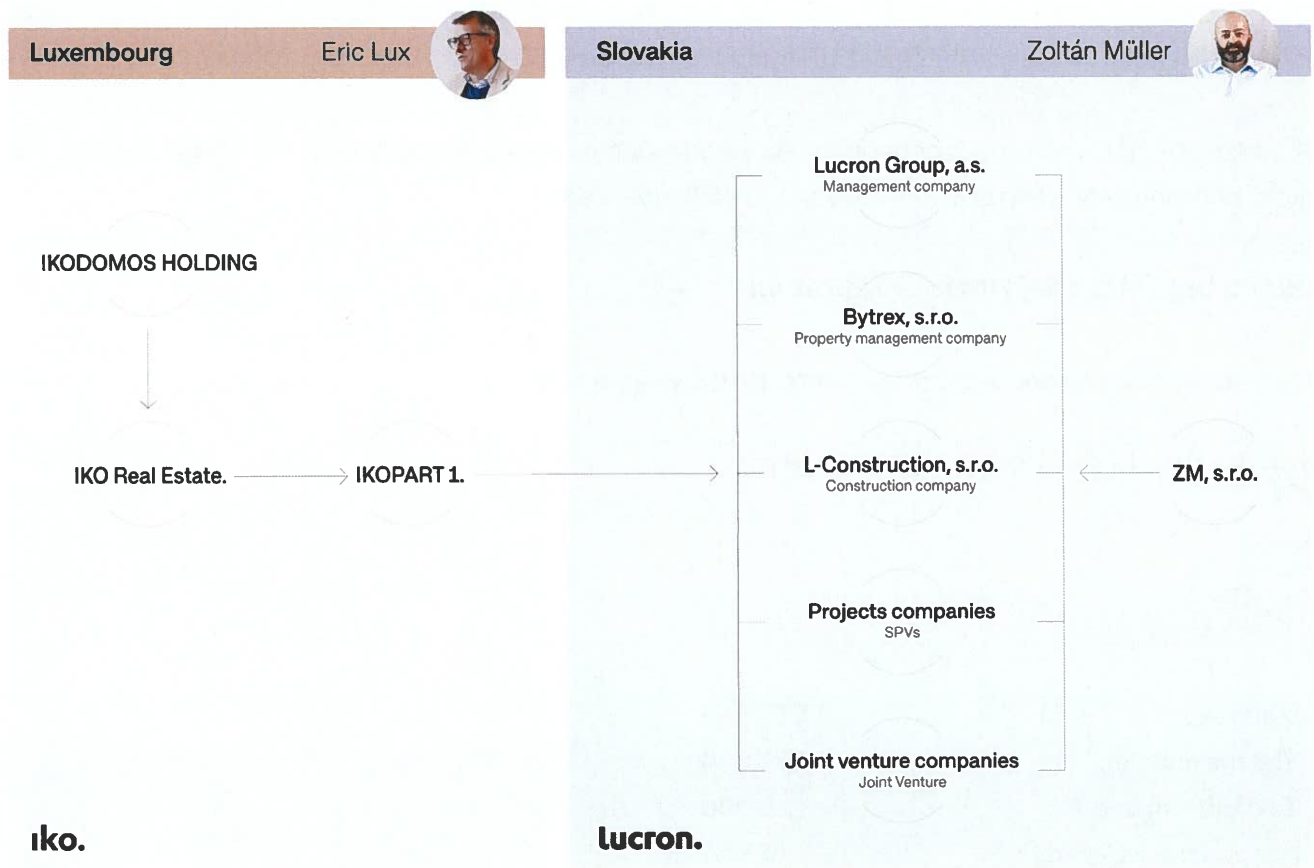 Luxembourg
Eric Lux
Slovakia
Zoltán Müller
IKODOMOS HOLDING
IKO Real Estate.
IKOPART 1.
Lucron Group, a.s.
Management company
Bytrex, s.r.o.
Property management company
L-Construction, s.r.o.
Construction company
Projects companies
SPVs
Joint venture companies
Joint Venture
ZM, s.r.o.
iko.
lucron.